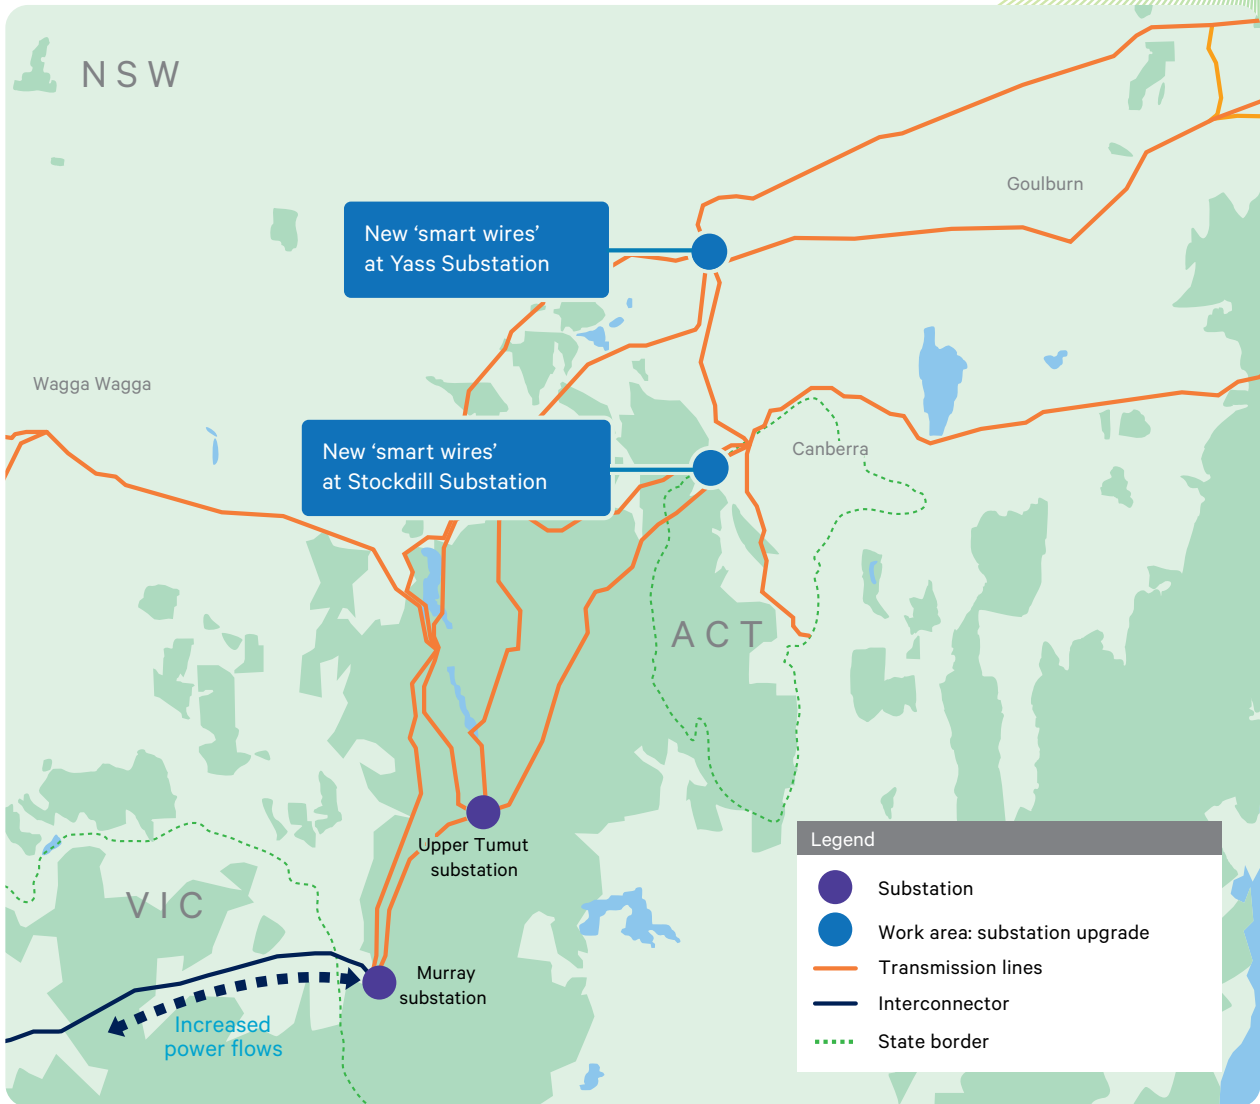 NSW
Goulburn
New ‘smart wires’
at Yass Substation
Wagga Wagga
New ‘smart wires’
at Stockdill Substation
Canberra
ACT
Upper Tumut
substation
VIC
Murray
substation
Increased
power flows
Legend
Substation
Work area: substation upgrade
Transmission lines
Interconnector
State border